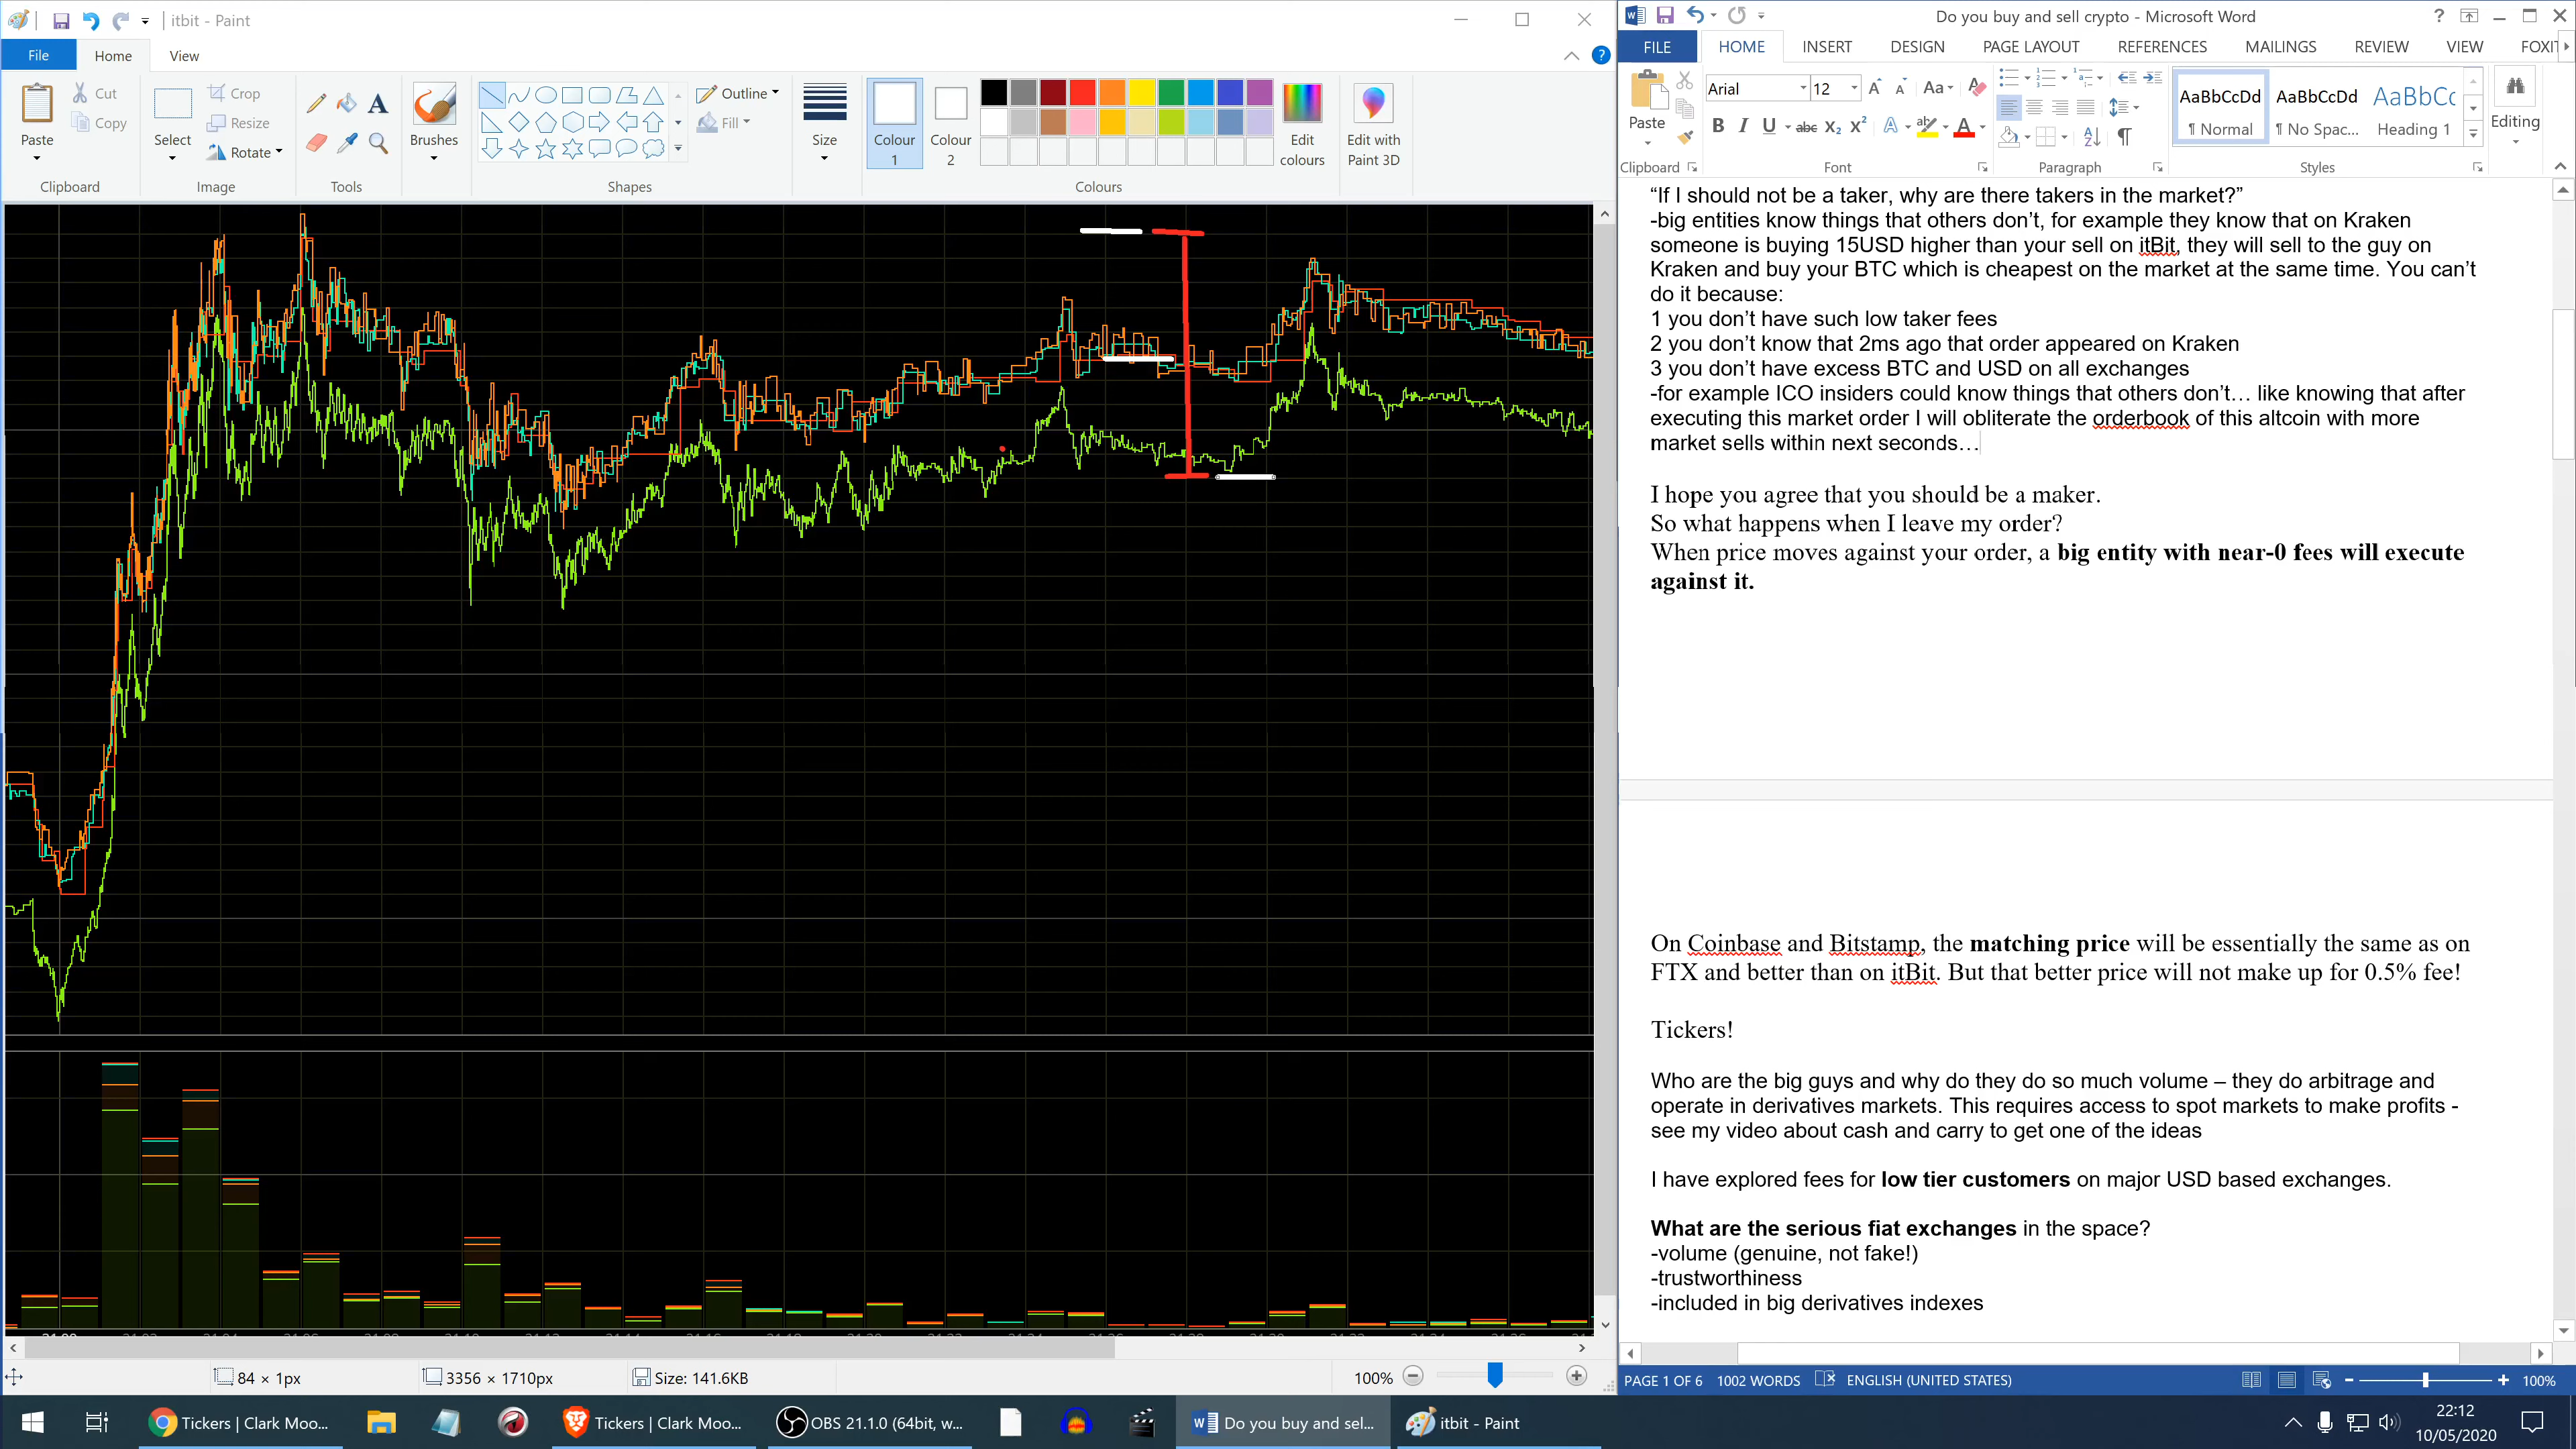 itbit - Paint
File
Home
View
Paste
Cut
Copy
Clipboard
Select
Crop
Resize
Rotate
Image
Tools
Brushes
Shapes
Outline
Fill
Size
Colour 1
Colour 2
Edit colours
Edit with Paint 3D
Colours
84 × 1px
3356 × 1710px
Size: 141.6KB
100%
Do you buy and sell crypto - Microsoft Word
FILE
HOME
INSERT
DESIGN
PAGE LAYOUT
REFERENCES
MAILINGS
REVIEW
VIEW
FOXIT
Paste
Clipboard
Arial
12
Font
Paragraph
AaBbCcDd
¶ Normal
AaBbCcDd
¶ No Spac...
AaBbCc
Heading 1
Styles
Editing
“If I should not be a taker, why are there takers in the market?”
-big entities know things that others don’t, for example they know that on Kraken
someone is buying 15USD higher than your sell on itBit, they will sell to the guy on
Kraken and buy your BTC which is cheapest on the market at the same time. You can’t
do it because:
1 you don’t have such low taker fees
2 you don’t know that 2ms ago that order appeared on Kraken
3 you don’t have excess BTC and USD on all exchanges
-for example ICO insiders could know things that others don’t… like knowing that after
executing this market order I will obliterate the orderbook of this altcoin with more
market sells within next seconds…
I hope you agree that you should be a maker.
So what happens when I leave my order?
When price moves against your order, a big entity with near-0 fees will execute
against it.
On Coinbase and Bitstamp, the matching price will be essentially the same as on
FTX and better than on itBit. But that better price will not make up for 0.5% fee!
Tickers!
Who are the big guys and why do they do so much volume – they do arbitrage and
operate in derivatives markets. This requires access to spot markets to make profits -
see my video about cash and carry to get one of the ideas
I have explored fees for low tier customers on major USD based exchanges.
What are the serious fiat exchanges in the space?
-volume (genuine, not fake!)
-trustworthiness
-included in big derivatives indexes
PAGE 1 OF 6
1002 WORDS
ENGLISH (UNITED STATES)
100%
Tickers | Clark Moo...
Tickers | Clark Moo...
OBS 21.1.0 (64bit, w...
Do you buy and sel...
itbit - Paint
22:12
10/05/2020